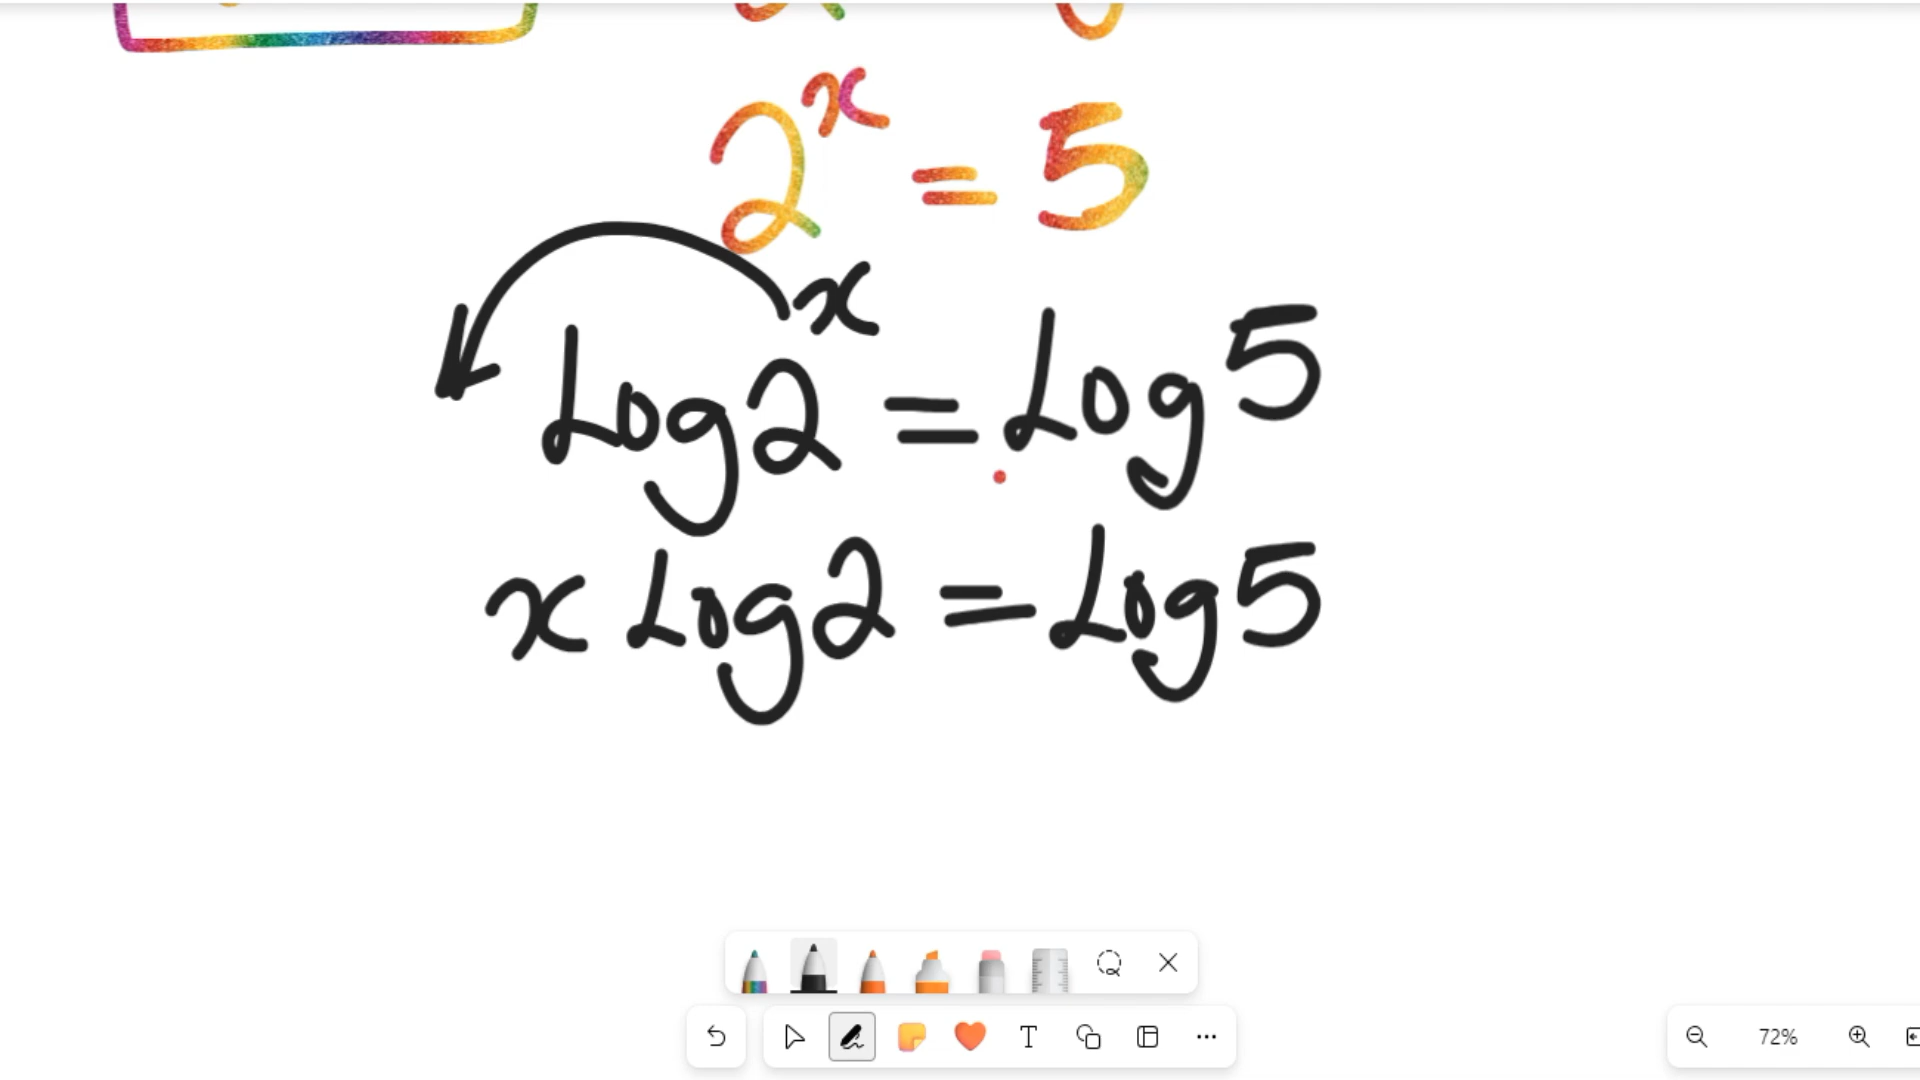 2^x = 5
Log2^x = Log5
x Log2 = Log5
T
72%